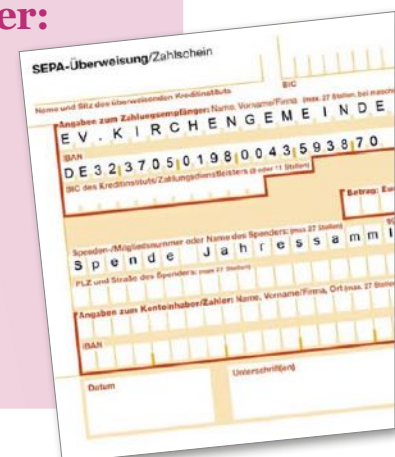 er:
SEPA-Überweisung/Zahlschein
Name und Sitz des überweisenden Kreditinstituts
BIC
Angaben zum Zahlungsempfänger: Name, Vorname/Firma (max. 27 Stellen, bei masch
EV. KIRCHENGEMEINDE
IBAN
DE32370501980043593870
BIC des Kreditinstituts/Zahlungsdienstleisters (8 oder 11 Stellen)
Betrag: Eu
Spenden-/Mitgliedsnummer oder Name des Spenders: (max 27 Stellen)
Spende Jahressamml
PLZ und Straße des Spenders: (max 27 Stellen)
Angaben zum Kontoinhaber/Zahler: Name, Vorname/Firma, Ort (max. 27 Stellen
IBAN
Datum
Unterschrift(en)